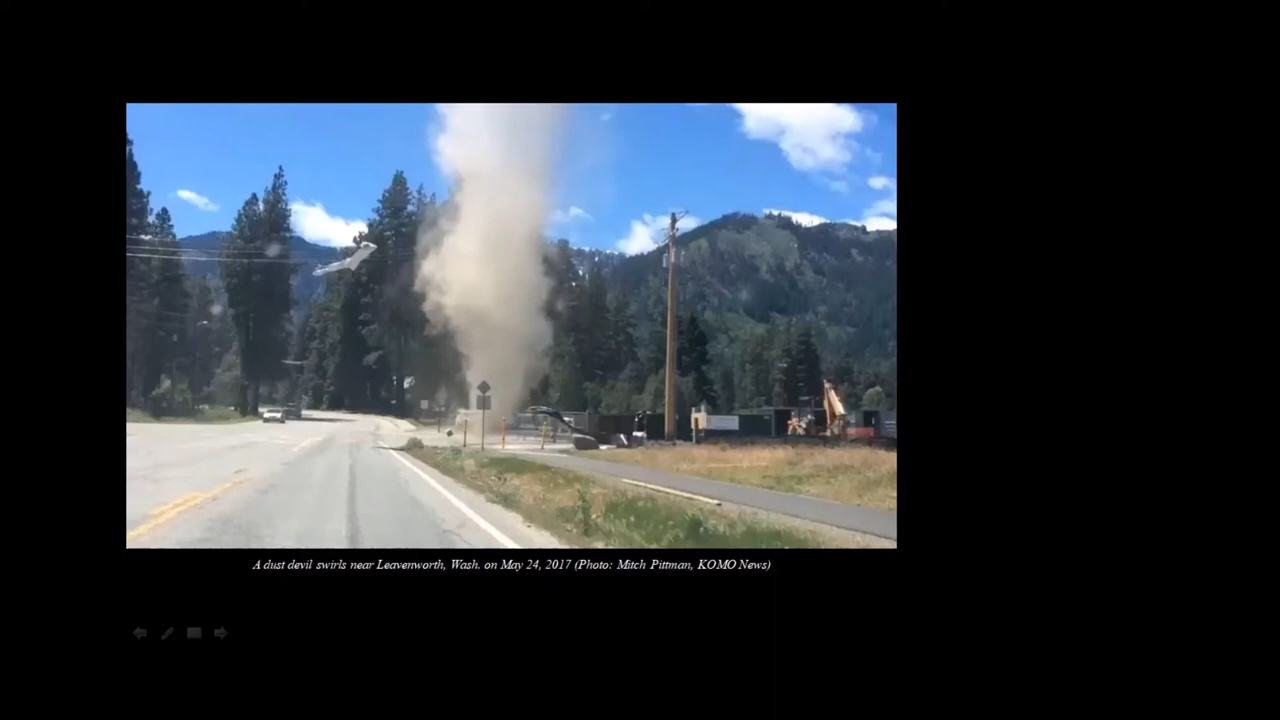 A dust devil swirls near Leavenworth, Wash. on May 24, 2017 (Photo: Mitch Pittman, KOMO News)